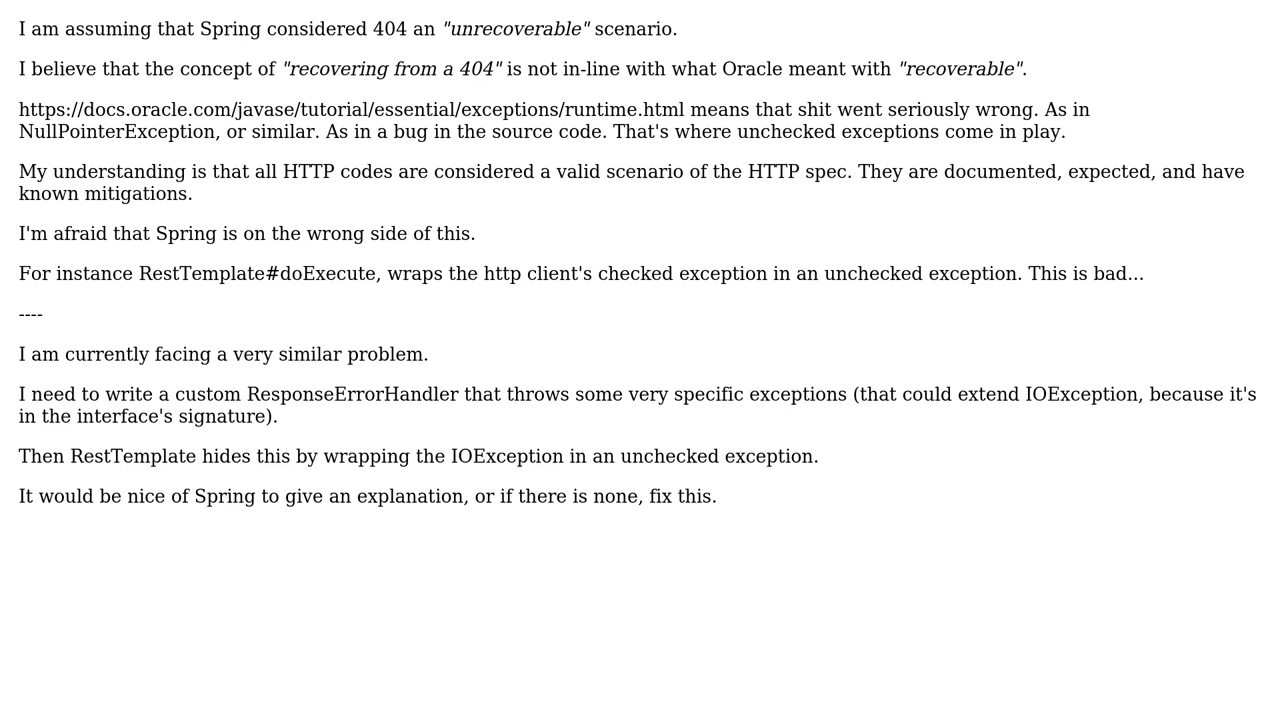 I am assuming that Spring considered 404 an "unrecoverable" scenario.
I believe that the concept of "recovering from a 404" is not in-line with what Oracle meant with "recoverable".
https://docs.oracle.com/javase/tutorial/essential/exceptions/runtime.html means that shit went seriously wrong. As in
NullPointerException, or similar. As in a bug in the source code. That's where unchecked exceptions come in play.
My understanding is that all HTTP codes are considered a valid scenario of the HTTP spec. They are documented, expected, and have
known mitigations.
I'm afraid that Spring is on the wrong side of this.
For instance RestTemplate#doExecute, wraps the http client's checked exception in an unchecked exception. This is bad...
----
I am currently facing a very similar problem.
I need to write a custom ResponseErrorHandler that throws some very specific exceptions (that could extend IOException, because it's
in the interface's signature).
Then RestTemplate hides this by wrapping the IOException in an unchecked exception.
It would be nice of Spring to give an explanation, or if there is none, fix this.